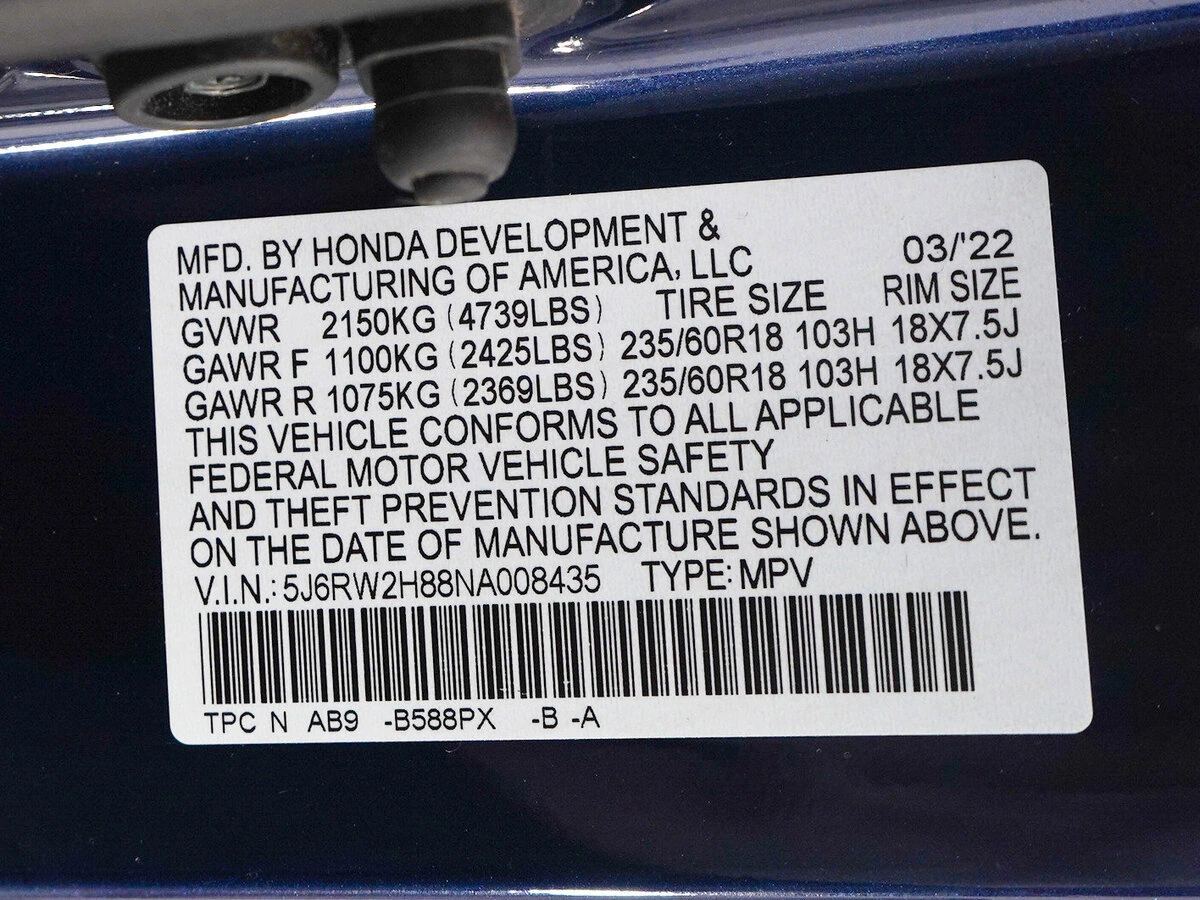 MFD. BY HONDA DEVELOPMENT &
MANUFACTURING OF AMERICA, LLC 03/'22
GVWR 2150KG (4739LBS) TIRE SIZE RIM SIZE
GAWR F 1100KG (2425LBS) 235/60R18 103H 18X7.5J
GAWR R 1075KG (2369LBS) 235/60R18 103H 18X7.5J
THIS VEHICLE CONFORMS TO ALL APPLICABLE
FEDERAL MOTOR VEHICLE SAFETY
AND THEFT PREVENTION STANDARDS IN EFFECT
ON THE DATE OF MANUFACTURE SHOWN ABOVE.
V.I.N.: 5J6RW2H88NA008435 TYPE: MPV
TPC N AB9 -B588PX -B -A